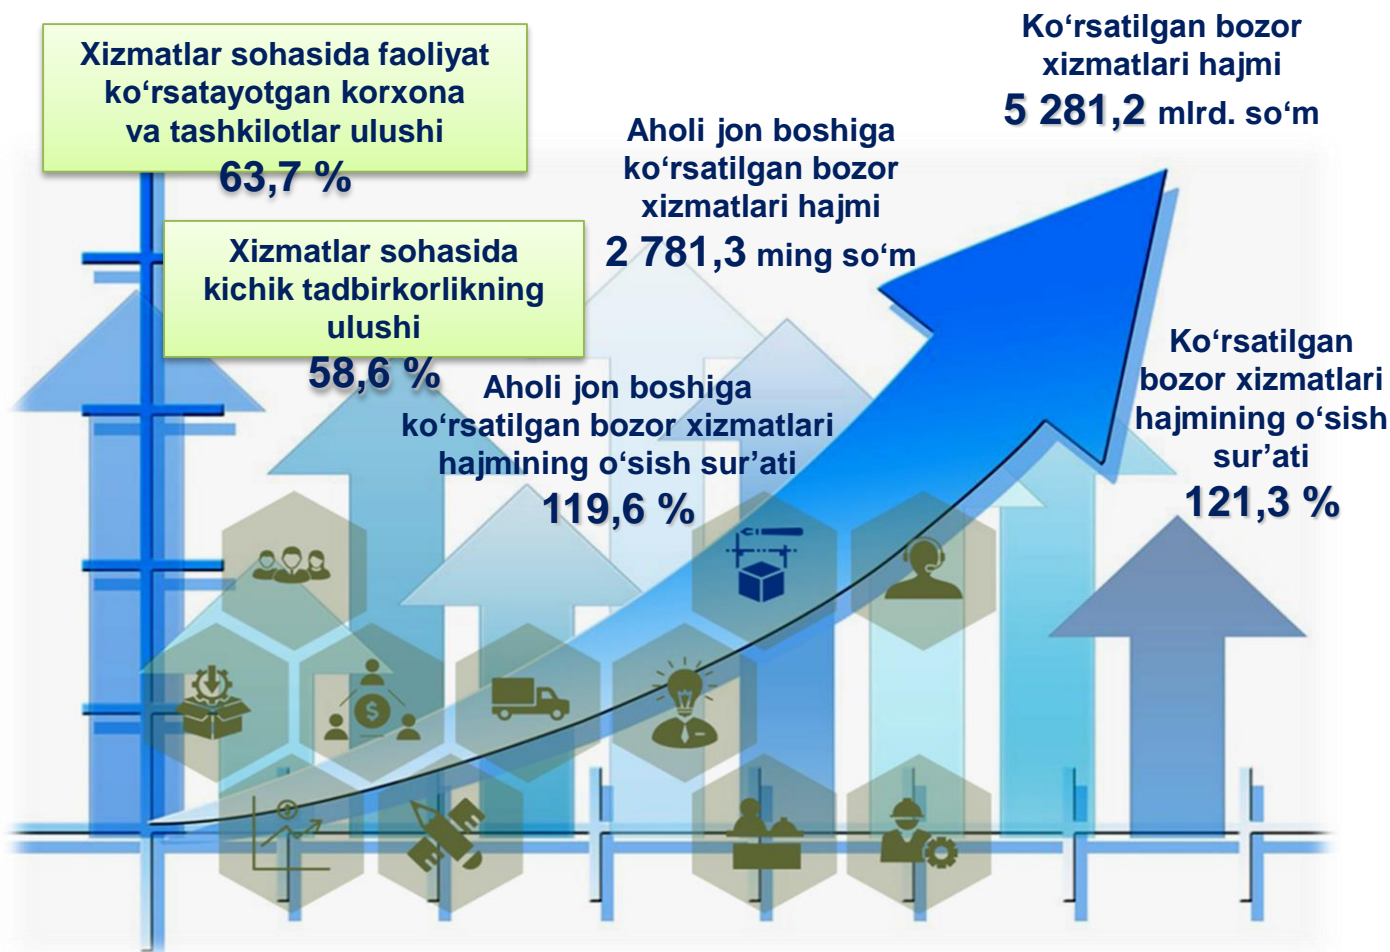 Xizmatlar sohasida faoliyat
ko‘rsatayotgan korxona
va tashkilotlar ulushi
63,7 %
Xizmatlar sohasida
kichik tadbirkorlikning
ulushi
58,6 %
Aholi jon boshiga
ko‘rsatilgan bozor
xizmatlari hajmi
2 781,3 ming so‘m
Ko‘rsatilgan bozor
xizmatlari hajmi
5 281,2 mlrd. so‘m
Aholi jon boshiga
ko‘rsatilgan bozor xizmatlari
hajmining o‘sish sur’ati
119,6 %
Ko‘rsatilgan
bozor xizmatlari
hajmining o‘sish
sur’ati
121,3 %